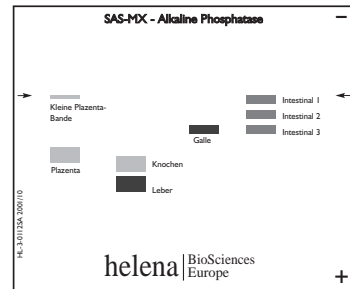 SAS-MX - Alkaline Phosphatase
−
Kleine Plazenta-
Bande
Intestinal 1
Intestinal 2
Intestinal 3
Galle
Plazenta
Knochen
Leber
HL-3-0112SA 2001/10
helena
BioSciences
Europe
+